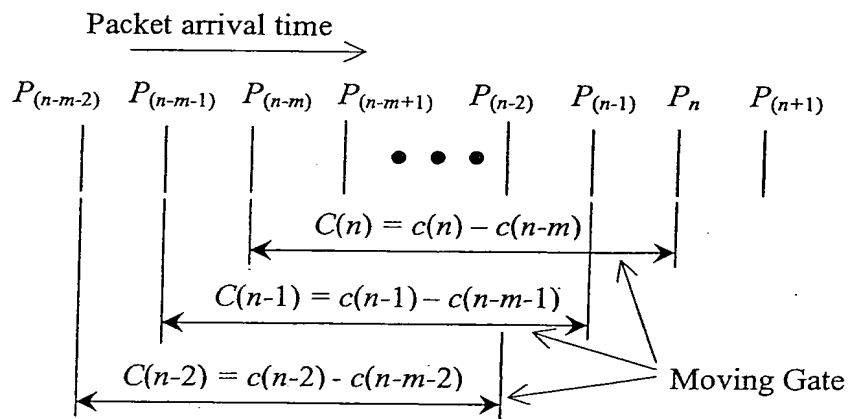 Packet arrival time
P(n-m-2) P(n-m-1) P(n-m) P(n-m+1) P(n-2) P(n-1) Pn P(n+1)
C(n) = c(n) – c(n-m)
C(n-1) = c(n-1) – c(n-m-1)
C(n-2) = c(n-2) - c(n-m-2)
Moving Gate